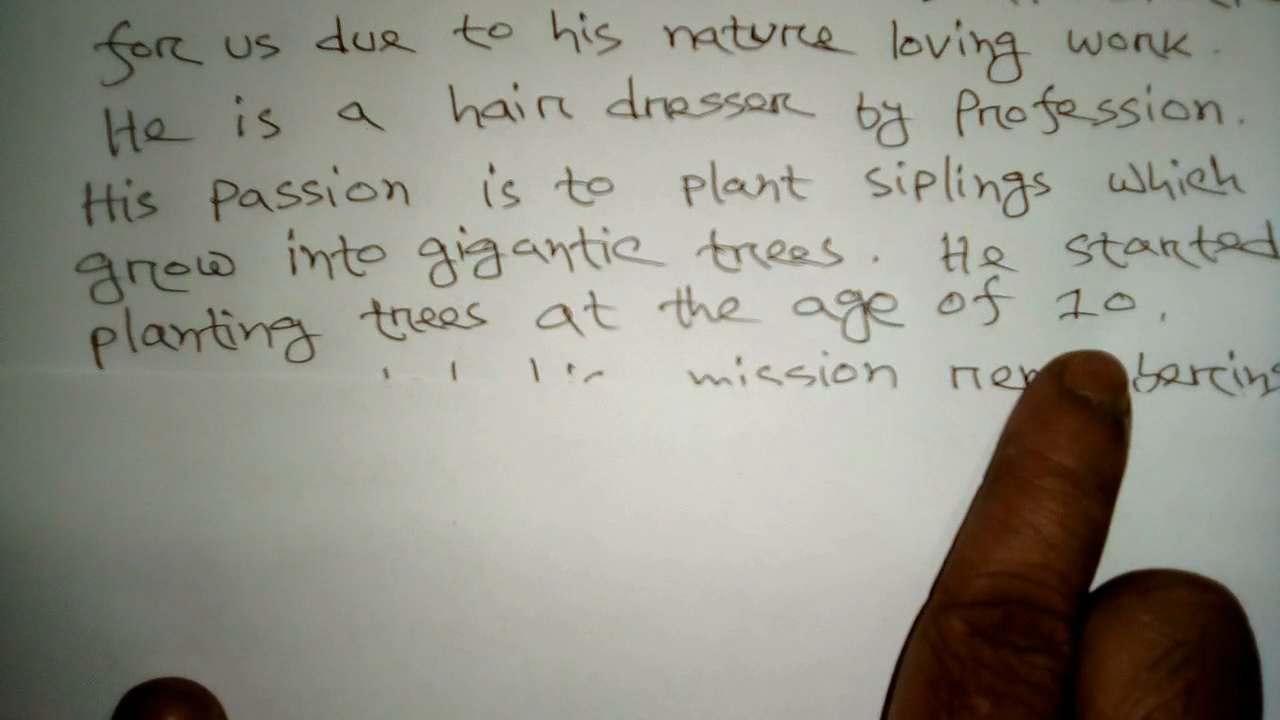 for us due to his nature loving work.
He is a hair dresser by Profession.
His passion is to plant siplings which
grow into gigantic trees. He started
planting trees at the age of 10.
mission